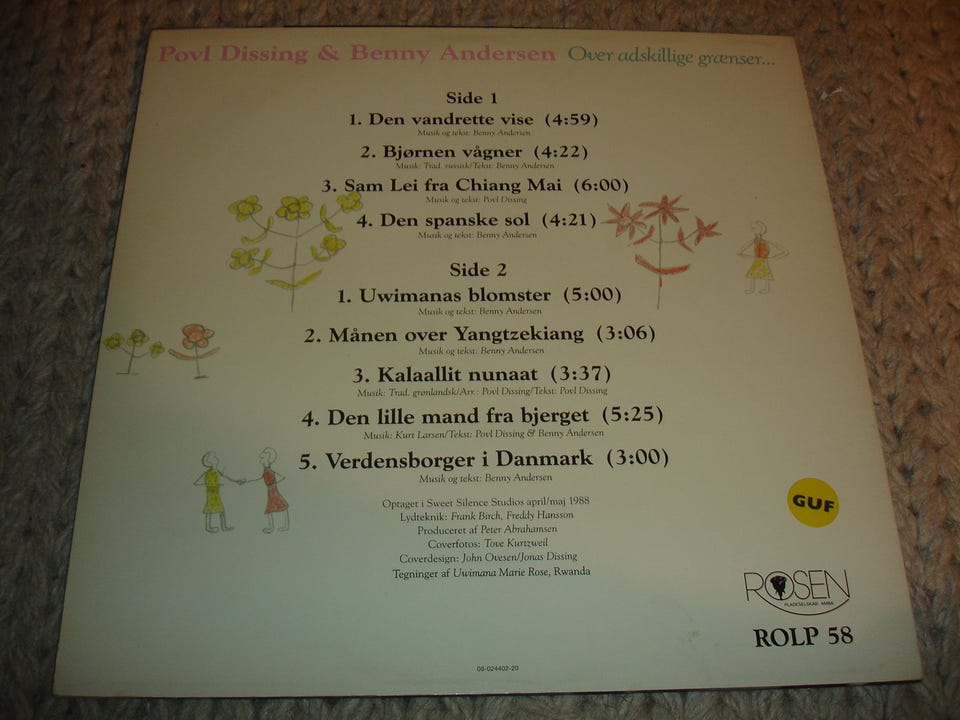 Povl Dissing & Benny Andersen Over adskillige grænser...
Side 1
1. Den vandrette vise (4:59)
Musik og tekst: Benny Andersen
2. Bjørnen vågner (4:22)
Musik: Trad. russisk/Tekst: Benny Andersen
3. Sam Lei fra Chiang Mai (6:00)
Musik og tekst: Povl Dissing
4. Den spanske sol (4:21)
Musik og tekst: Benny Andersen
Side 2
1. Uwimanas blomster (5:00)
Musik og tekst: Benny Andersen
2. Månen over Yangtzekiang (3:06)
Musik og tekst: Benny Andersen
3. Kalaallit nunaat (3:37)
Musik: Trad. grønlandsk/Arr.: Povl Dissing/Tekst: Povl Dissing
4. Den lille mand fra bjerget (5:25)
Musik: Kurt Larsen/Tekst: Povl Dissing & Benny Andersen
5. Verdensborger i Danmark (3:00)
Musik og tekst: Benny Andersen
Optaget i Sweet Silence Studios april/maj 1988
Lydteknik: Frank Birch, Freddy Hansson
Produceret af Peter Abrahamsen
Coverfotos: Tove Kurtzweil
Coverdesign: John Ovesen/Jonas Dissing
Tegninger af Uwimana Marie Rose, Rwanda
GUF
ROSEN
PLADESELSKAB AMBA
ROLP 58
08-024402-20